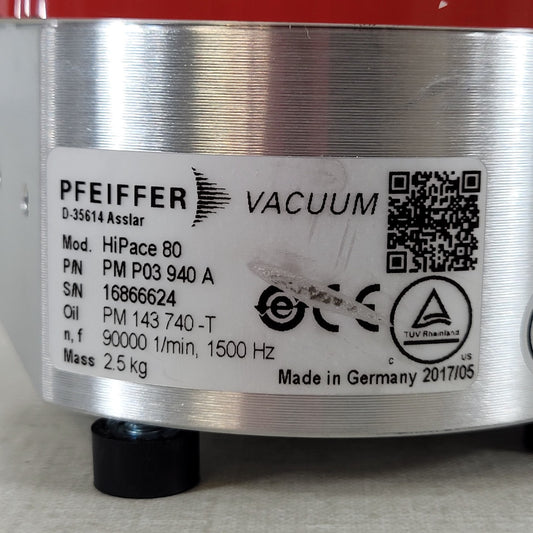 PFEIFFER VACUUM
D-35614 Asslar
Mod. HiPace 80
P/N PM P03 940 A
S/N 16866624
Oil PM 143 740 -T
n, f 90000 1/min, 1500 Hz
Mass 2.5 kg
e CE
TÜV Rheinland
C US
Made in Germany 2017/05